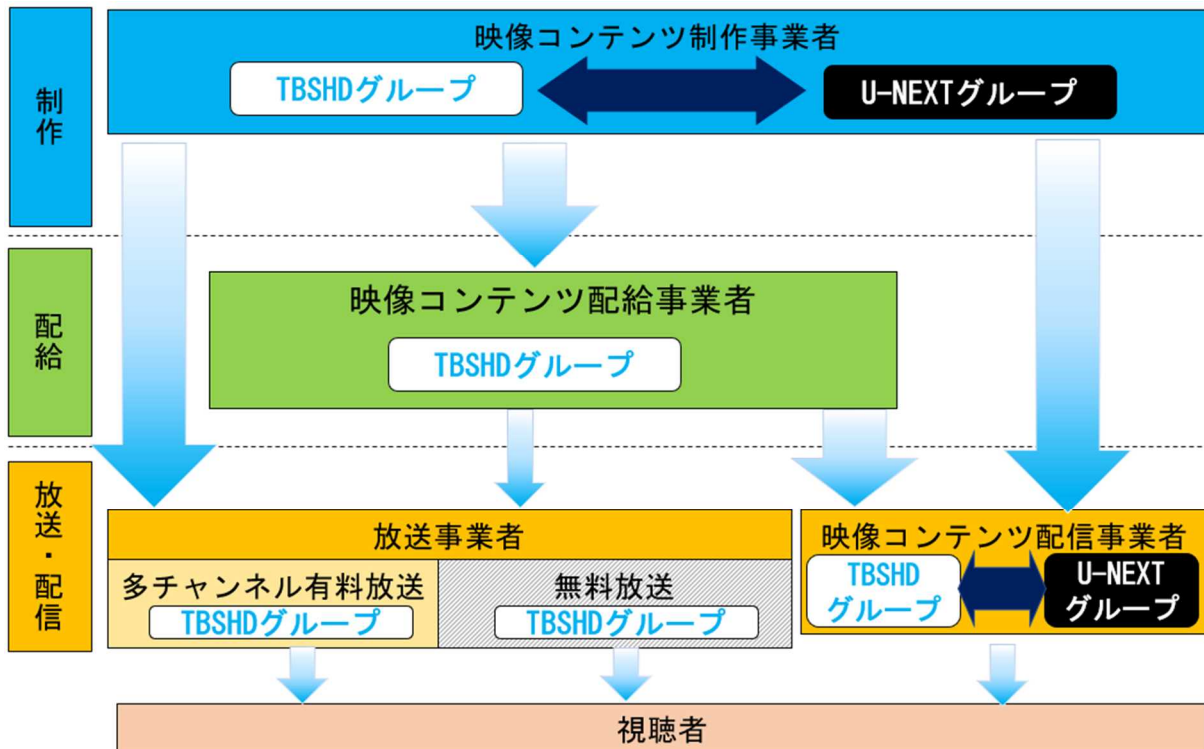 制作
映像コンテンツ制作事業者
TBSHDグループ
U-NEXTグループ
配給
映像コンテンツ配給事業者
TBSHDグループ
放送・配信
放送事業者
多チャンネル有料放送
TBSHDグループ
無料放送
TBSHDグループ
映像コンテンツ配信事業者
TBSHD
グループ
U-NEXT
グループ
視聴者